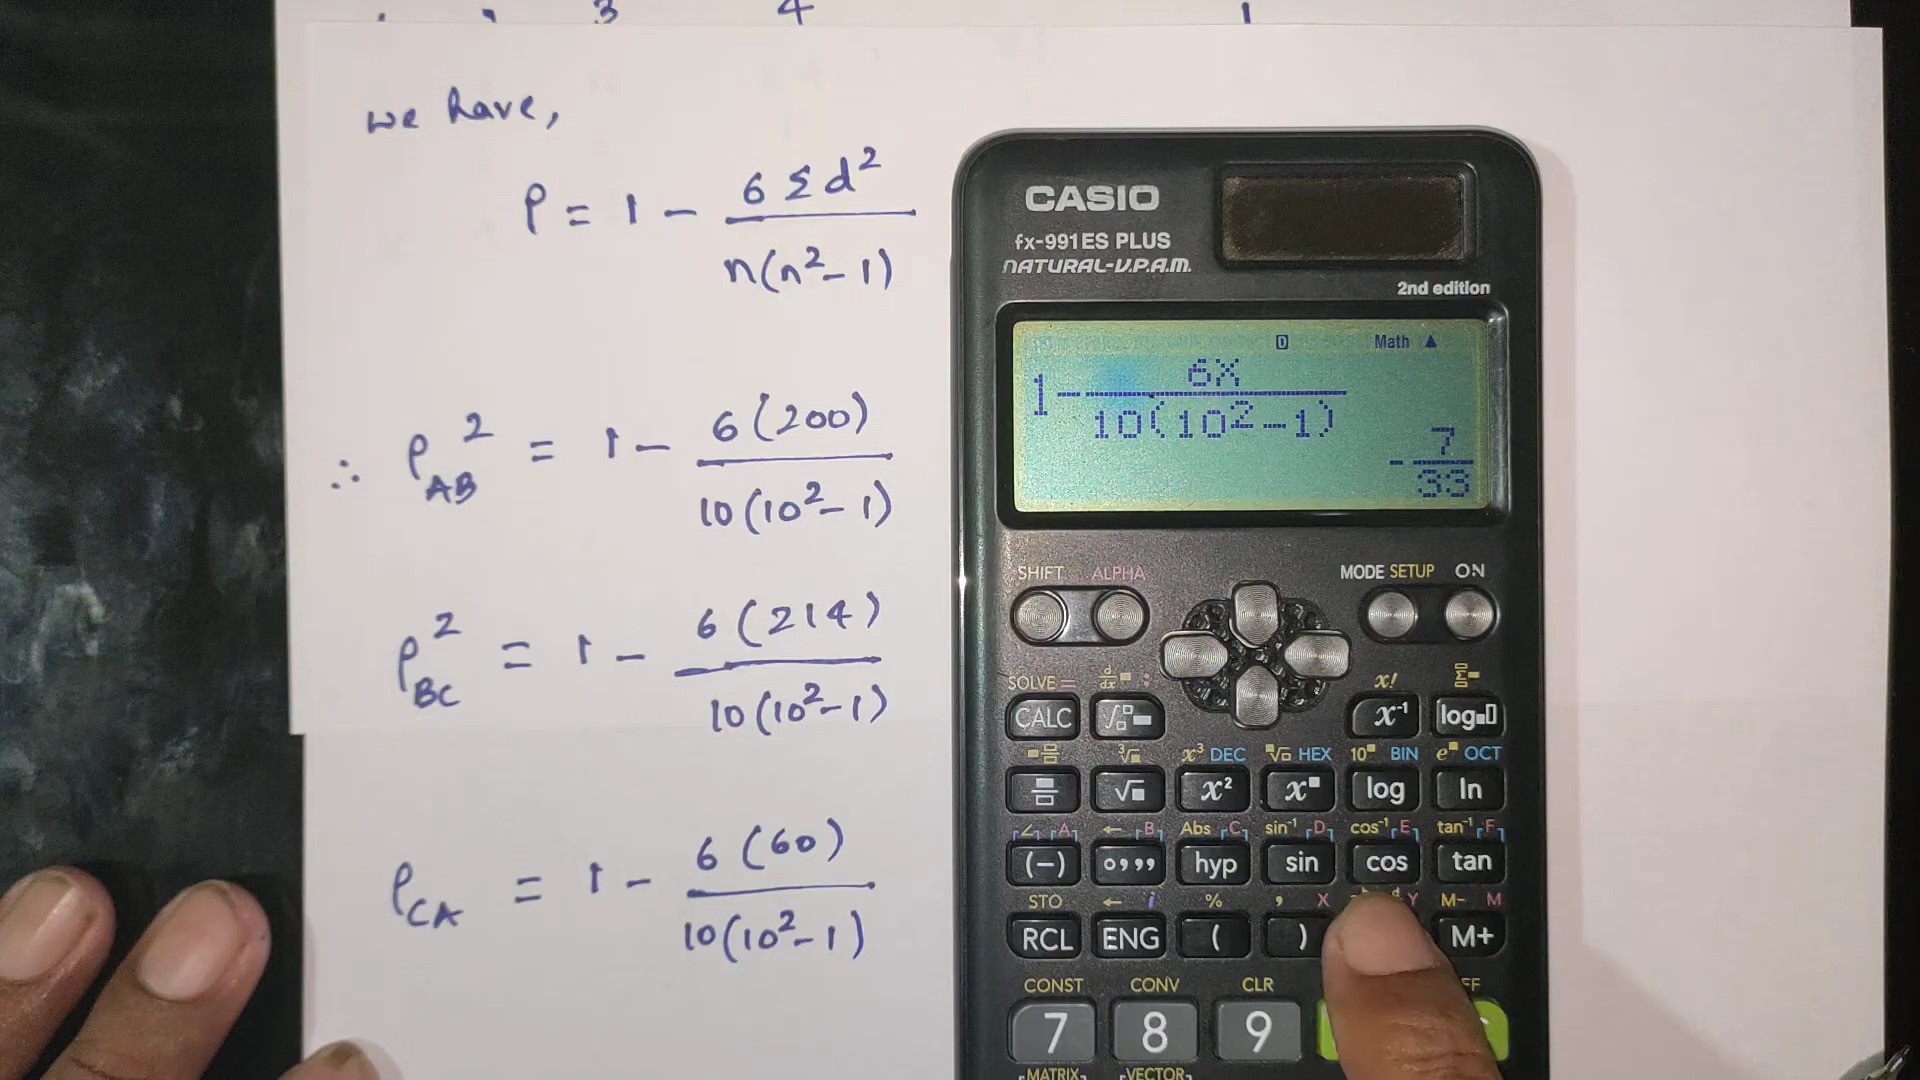 3 4 1
we have,
ρ = 1 - 6 Σd² / n(n²-1)
∴ ρ²AB = 1 - 6(200) / 10(10²-1)
ρ²BC = 1 - 6(214) / 10(10²-1)
ρCA = 1 - 6(60) / 10(10²-1)
CASIO
fx-991ES PLUS
NATURAL-V.P.A.M.
2nd edition
D Math ▲
1- 6X / 10(10²-1)
- 7/33
SHIFT ALPHA MODE SETUP ON
SOLVE = d/dx : x! Σ
CALC ∫ x⁻¹ log
³√ x³ DEC √ HEX 10 BIN e OCT
√ x² x log ln
∠ A ← B Abs C sin⁻¹ D cos⁻¹ E tan⁻¹ F
(-) hyp sin cos tan
STO ← i % , X Y M- M
RCL ENG ( ) M+
CONST CONV CLR
7 8 9
MATRIX VECTOR